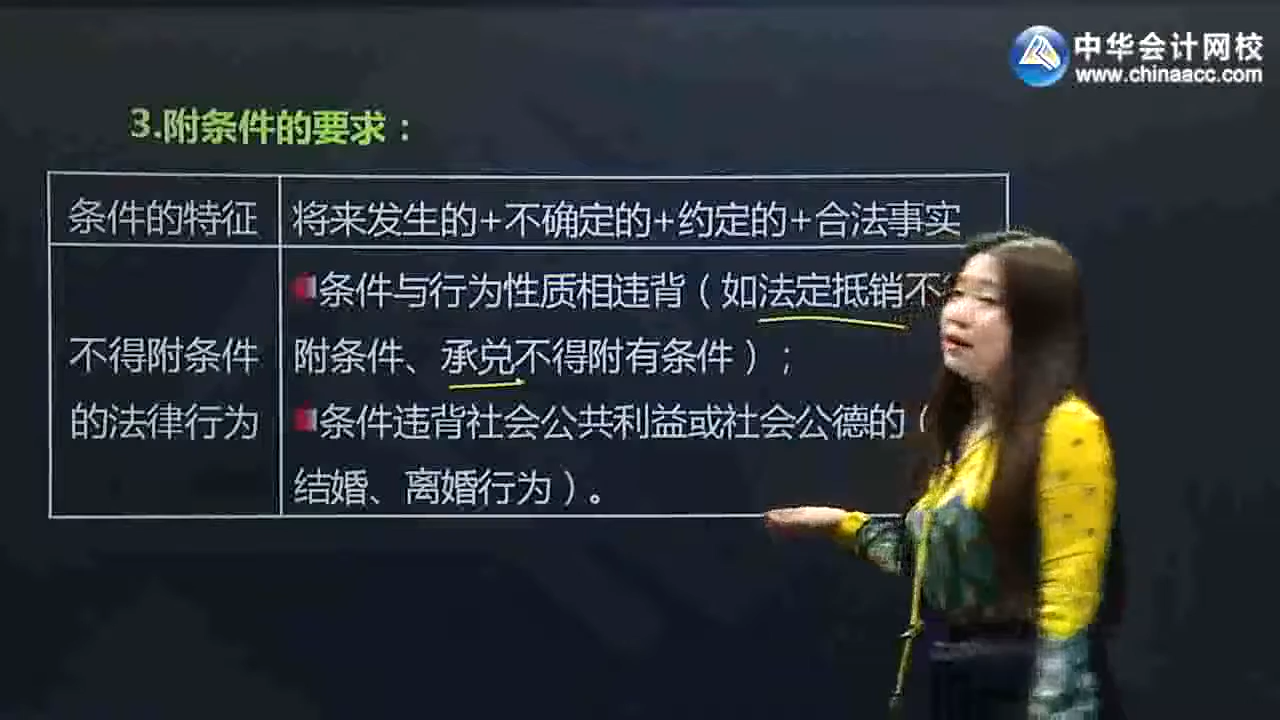 中华会计网校
www.chinaacc.com
3.附条件的要求：
条件的特征
将来发生的+不确定的+约定的+合法事实
不得附条件
的法律行为
条件与行为性质相违背（如法定抵销不
附条件、承兑不得附有条件）；
条件违背社会公共利益或社会公德的（
结婚、离婚行为）。